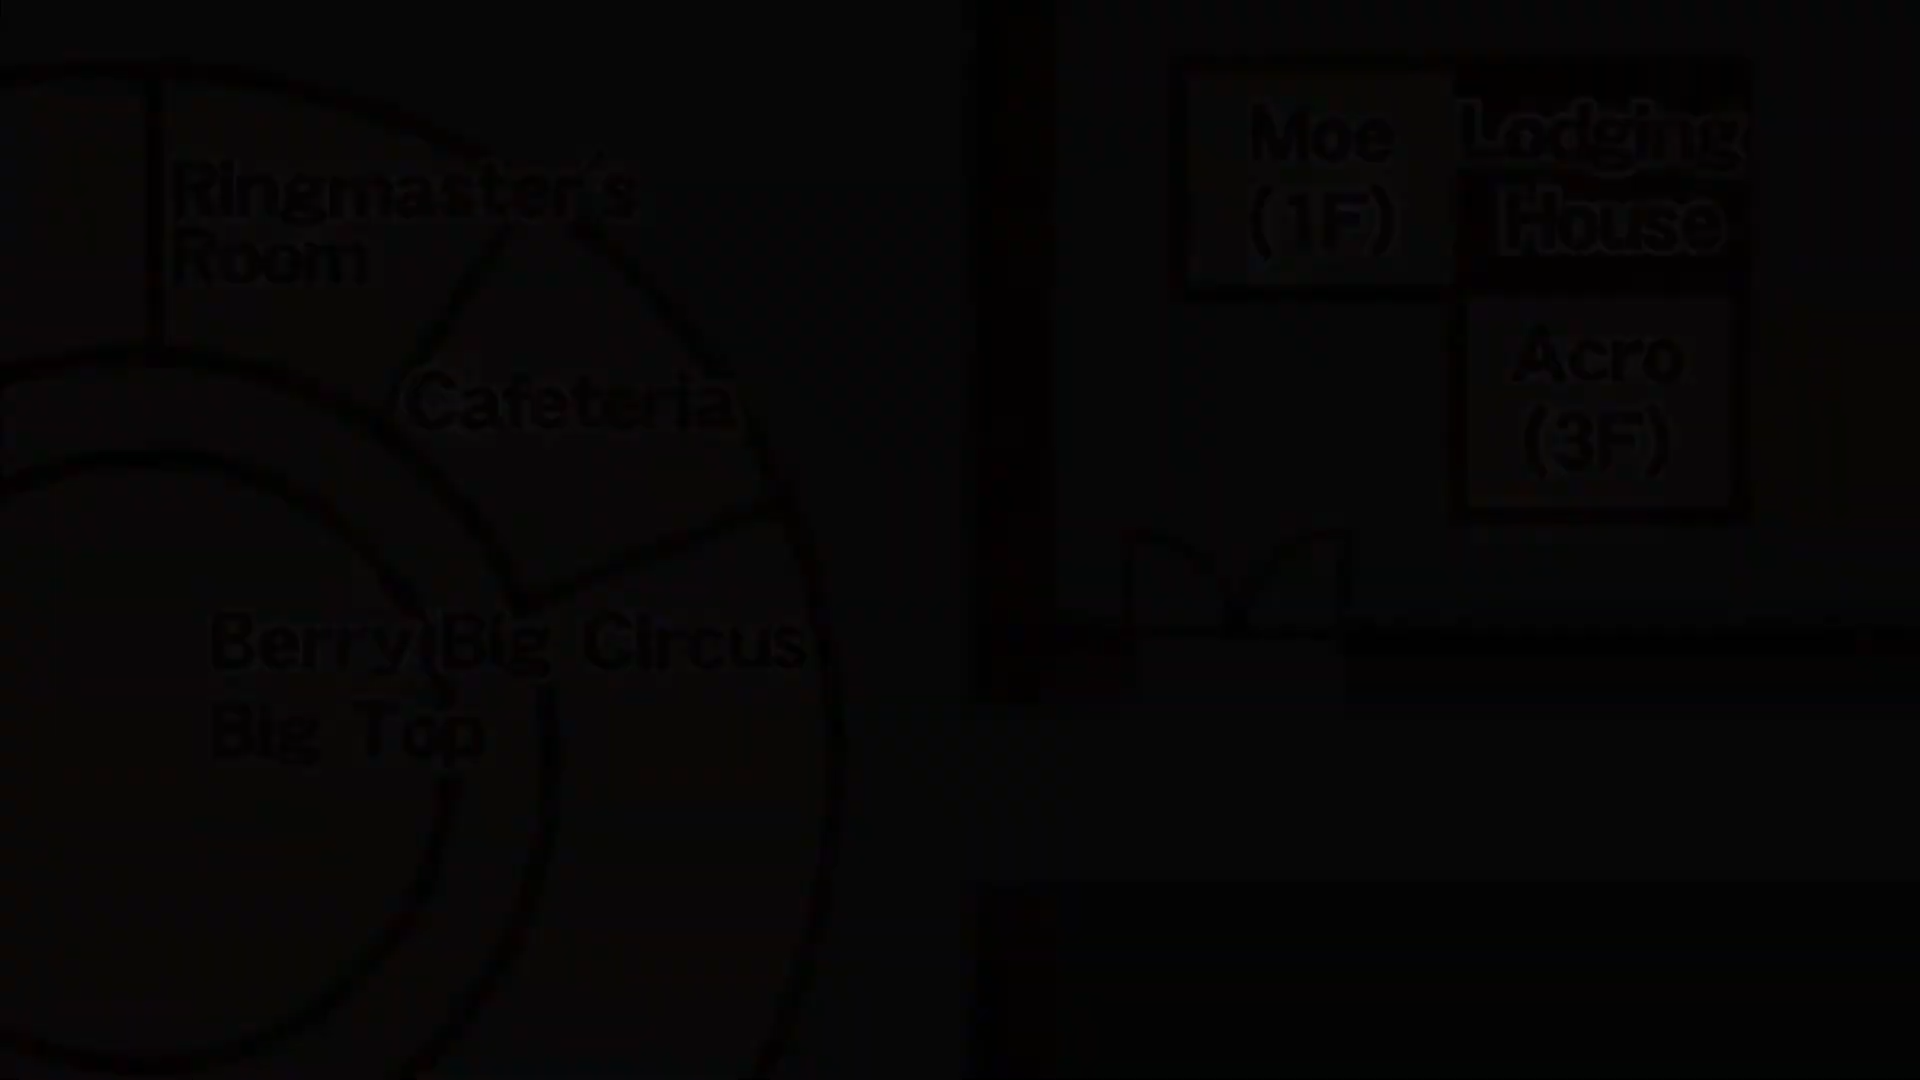 Ringmaster's
Room
Cafeteria
Berry Big Circus
Big Top
Moe
(1F)
Lodging
House
Acro
(3F)